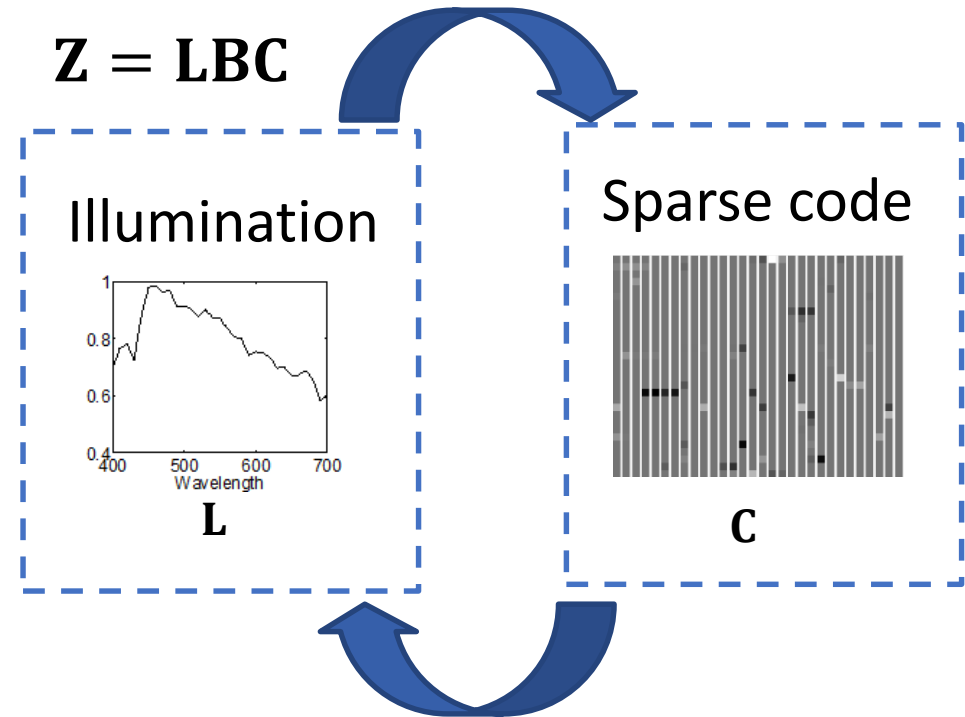 Z = LBC
Illumination
1
0.8
0.6
0.4
400 500 600 700
Wavelength
L
Sparse code
C